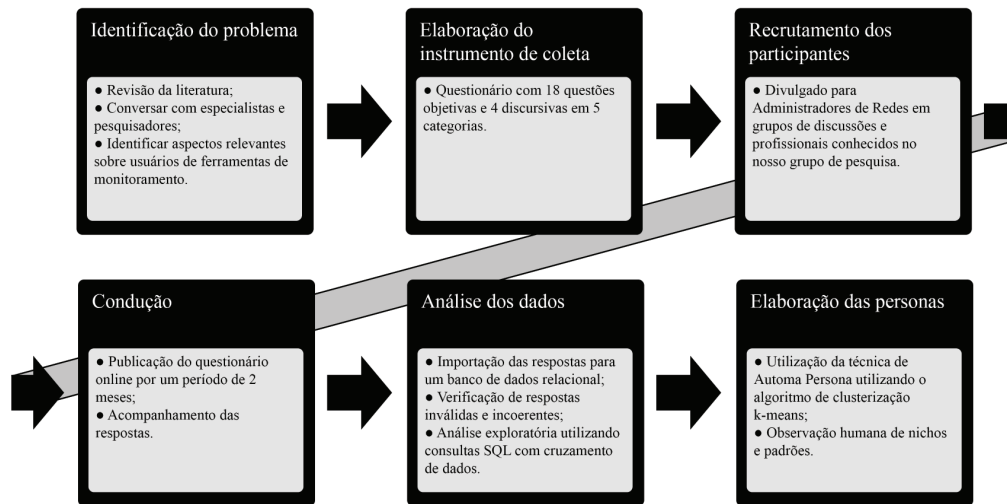 Identificação do problema
● Revisão da literatura;
● Conversar com especialistas e
pesquisadores;
● Identificar aspectos relevantes
sobre usuários de ferramentas de
monitoramento.
Elaboração do
instrumento de coleta
● Questionário com 18 questões
objetivas e 4 discursivas em 5
categorias.
Recrutamento dos
participantes
● Divulgado para
Administradores de Redes em
grupos de discussões e
profissionais conhecidos no
nosso grupo de pesquisa.
Condução
● Publicação do questionário
online por um período de 2
meses;
● Acompanhamento das
respostas.
Análise dos dados
● Importação das respostas para
um banco de dados relacional;
● Verificação de respostas
inválidas e incoerentes;
● Análise exploratória utilizando
consultas SQL com cruzamento
de dados.
Elaboração das personas
● Utilização da técnica de
Automa Persona utilizando o
algoritmo de clusterização
k-means;
● Observação humana de nichos
e padrões.